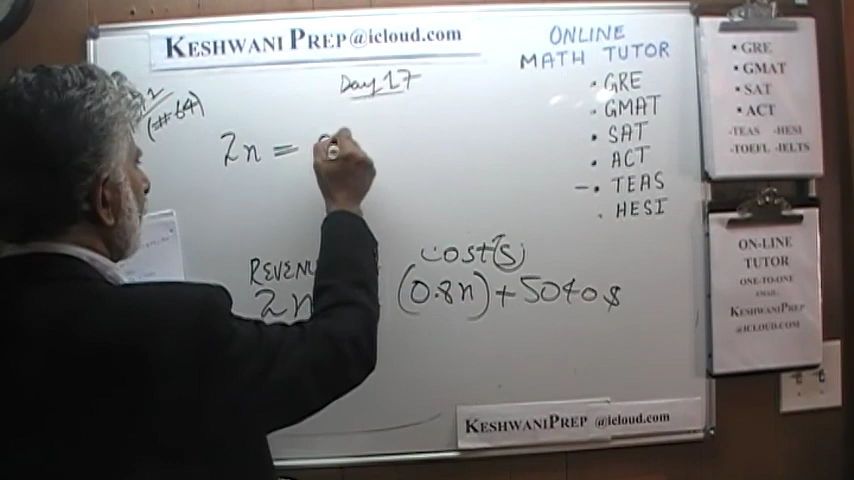 KESHWANI PREP@icloud.com
Day 17
(#64)
2n =
REVENU
cost(s)
2n
(0.8n) + 5040 $
ONLINE
MATH TUTOR
• GRE
• GMAT
• SAT
• ACT
– • TEAS
• HESI
KESHWANIPREP @icloud.com
▪ GRE
▪ GMAT
▪ SAT
▪ ACT
-TEAS -HESI
-TOEFL -IELTS
ON-LINE
TUTOR
ONE-TO-ONE
KESHWANIPREP
@ICLOUD.COM